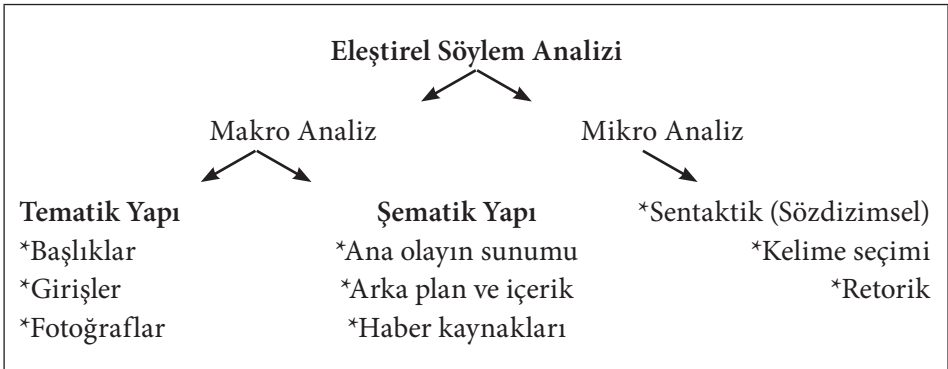 Eleştirel Söylem Analizi
Makro Analiz
Mikro Analiz
Tematik Yapı
*Başlıklar
*Girişler
*Fotoğraflar
Şematik Yapı
*Ana olayın sunumu
*Arka plan ve içerik
*Haber kaynakları
*Sentaktik (Sözdizimsel)
*Kelime seçimi
*Retorik